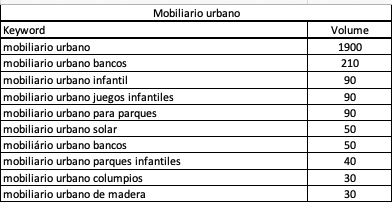 Mobiliario urbano
Keyword Volume
mobiliario urbano 1900
mobiliario urbano bancos 210
mobiliario urbano infantil 90
mobiliario urbano juegos infantiles 90
mobiliario urbano para parques 90
mobiliario urbano solar 50
mobiliário urbano bancos 50
mobiliario urbano parques infantiles 40
mobiliario urbano columpios 30
mobiliario urbano de madera 30